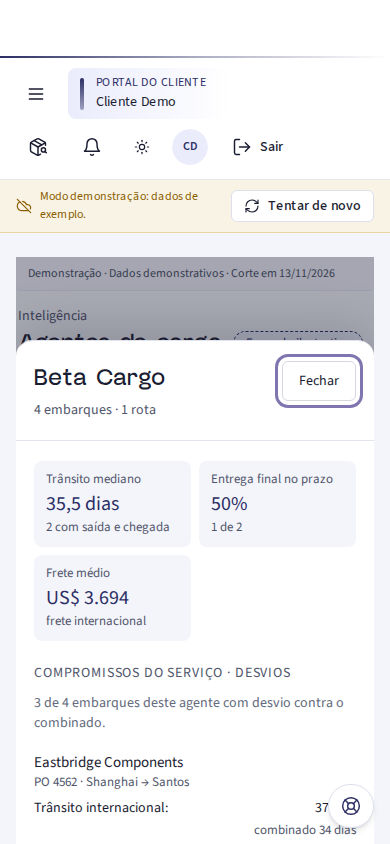 PORTAL DO CLIENTE
Cliente Demo
CD
Sair
Modo demonstração: dados de
exemplo.
Tentar de novo
Demonstração · Dados demonstrativos · Corte em 13/11/2026
Inteligência
Agentes de carga
Beta Cargo
Fechar
4 embarques · 1 rota
Trânsito mediano
35,5 dias
2 com saída e chegada
Entrega final no prazo
50%
1 de 2
Frete médio
US$ 3.694
frete internacional
COMPROMISSOS DO SERVIÇO · DESVIOS
3 de 4 embarques deste agente com desvio contra o
combinado.
Eastbridge Components
PO 4562 · Shanghai → Santos
Trânsito internacional:
37
combinado 34 dias